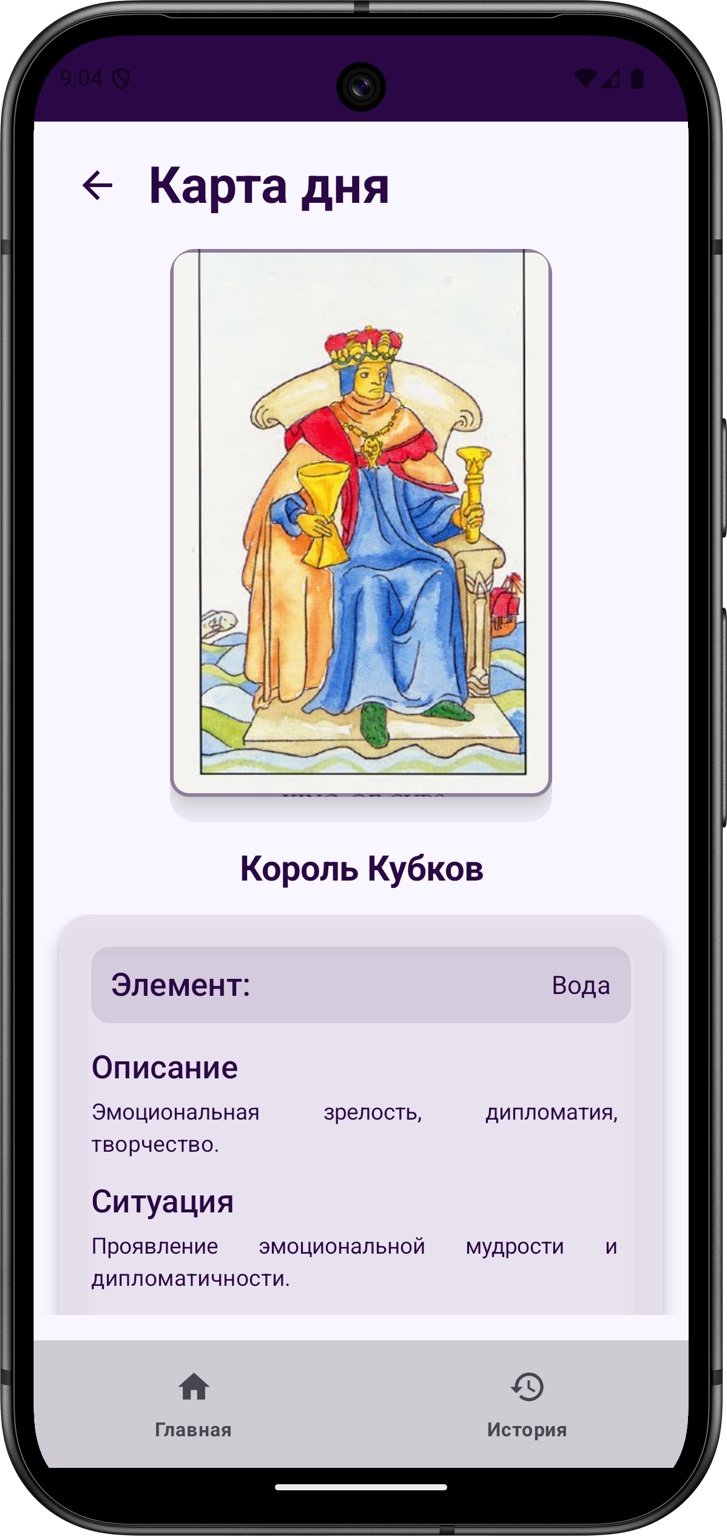 9:04
Карта дня
Король Кубков
Элемент: Вода
Описание
Эмоциональная зрелость, дипломатия,
творчество.
Ситуация
Проявление эмоциональной мудрости и
дипломатичности.
Главная История